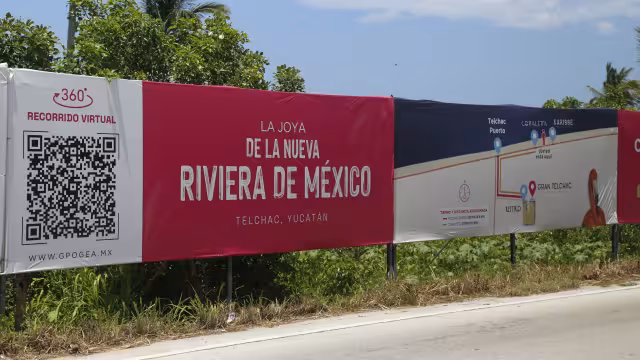 360°
RECORRIDO VIRTUAL
WWW.GPOGEA.MX
LA JOYA
DE LA NUEVA
RIVIERA DE MÉXICO
TELCHAC, YUCATÁN
Telchac
Puerto
GRAN TELCHAC